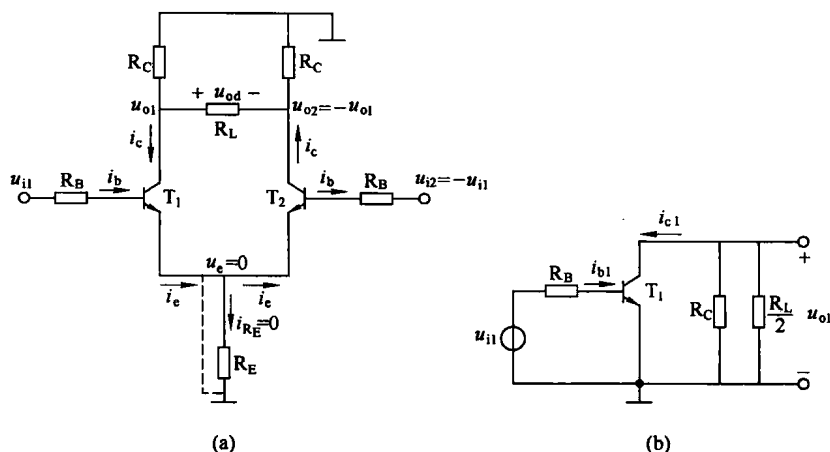 R_C R_C
+ u_od −
u_o1 u_o2=−u_o1
R_L
i_c i_c
u_i1 R_B i_b T_1 T_2 i_b R_B u_i2=−u_i1
u_e=0
i_e i_e
i_RE=0
R_E
(a)
i_c1
+
R_B i_b1 T_1
R_C R_L/2 u_o1
u_i1
−
(b)